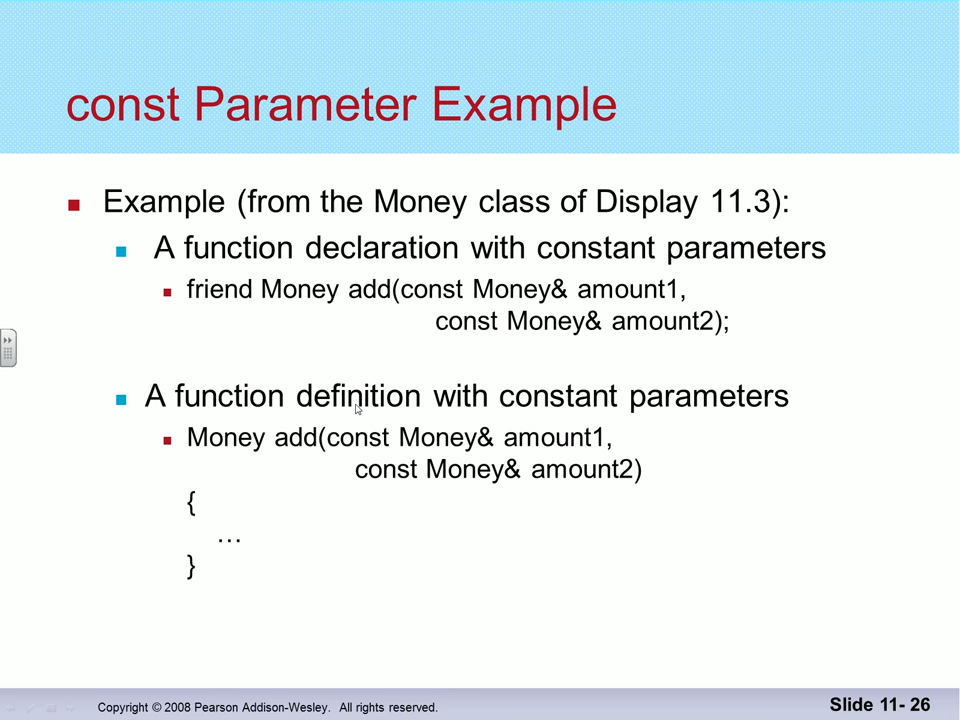 const Parameter Example
Example (from the Money class of Display 11.3):
A function declaration with constant parameters
friend Money add(const Money& amount1,
const Money& amount2);
A function definition with constant parameters
Money add(const Money& amount1,
const Money& amount2)
{
…
}
Copyright © 2008 Pearson Addison-Wesley. All rights reserved.
Slide 11- 26